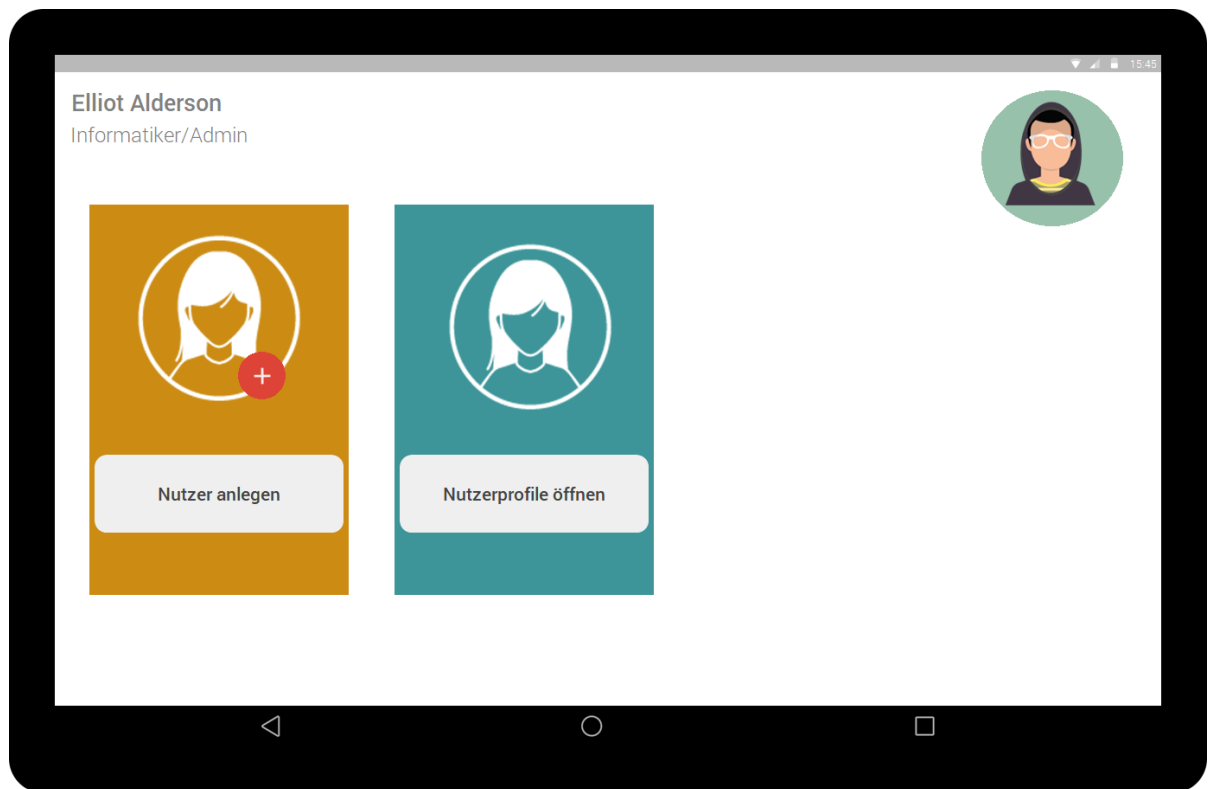 15:45
Elliot Alderson
Informatiker/Admin
Nutzer anlegen
Nutzerprofile öffnen